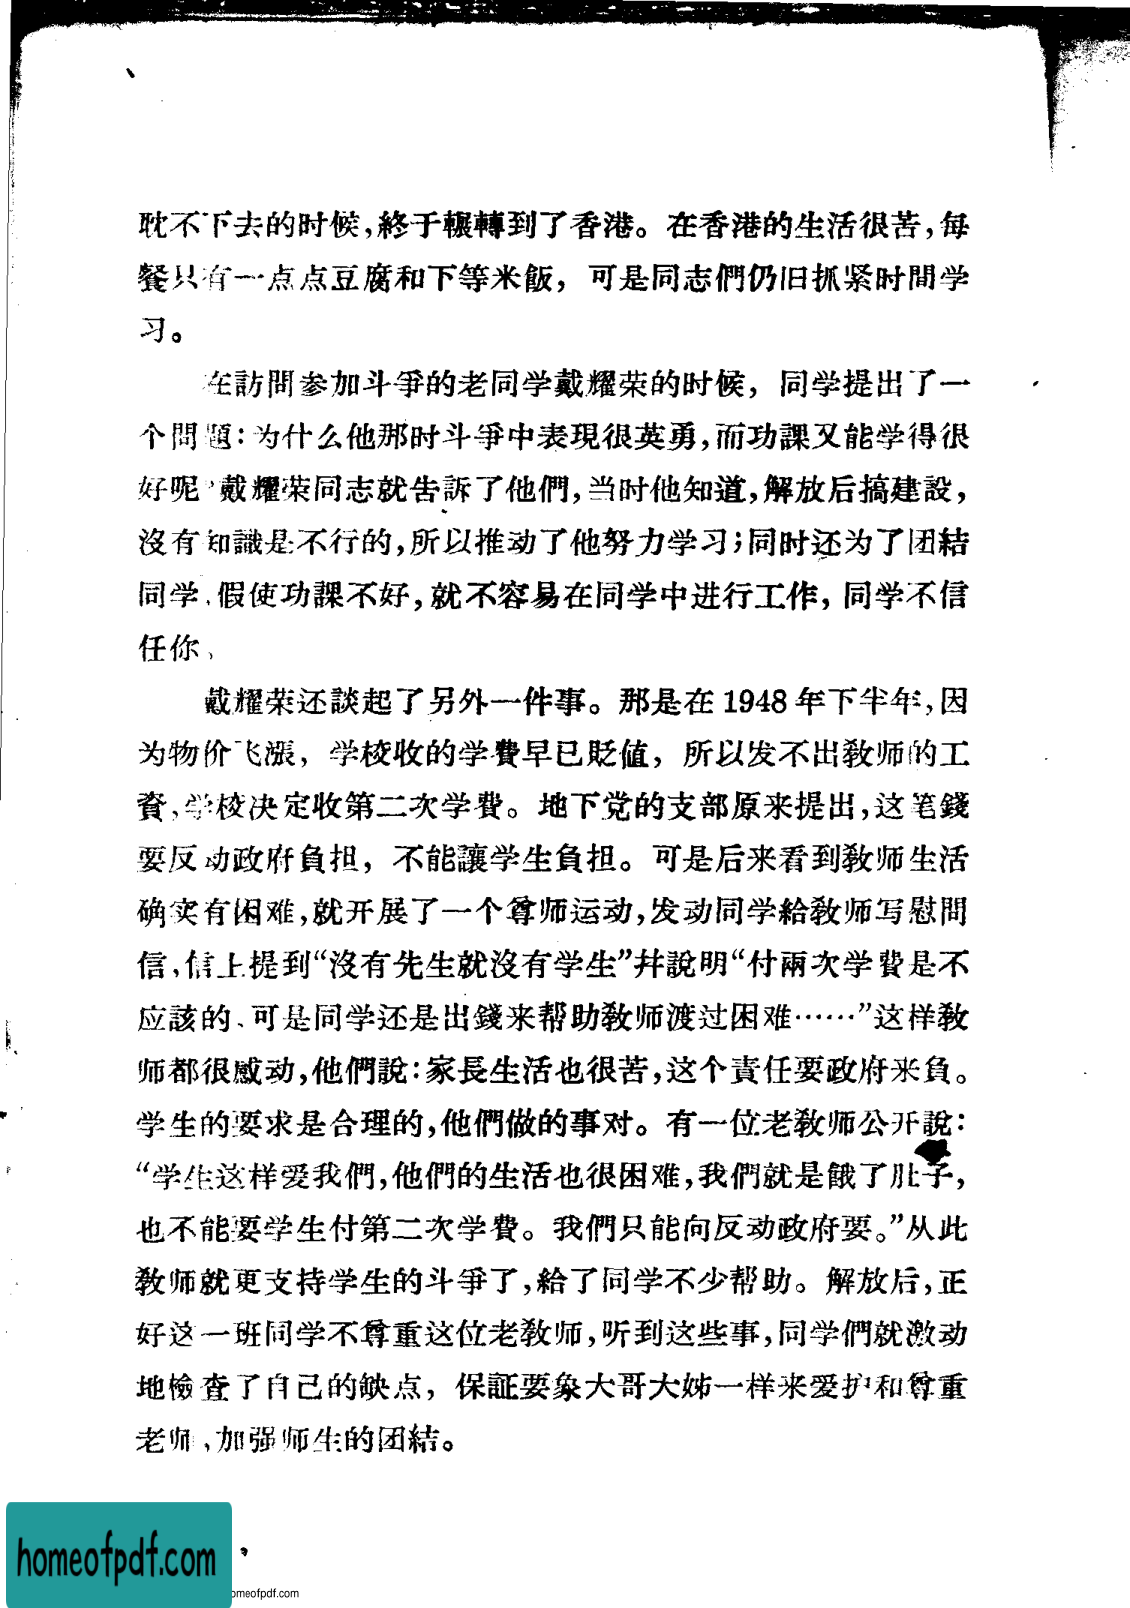 耽不下去的时候，終于輾轉到了香港。在香港的生活很苦，每
餐只有一点点豆腐和下等米飯，可是同志們仍旧抓紧时間学
习。
在訪問参加斗爭的老同学戴耀荣的时候，同学提出了一
个問題：为什么他那时斗爭中表現很英勇，而功課又能学得很
好呢？戴耀荣同志就告訴了他們，当时他知道，解放后搞建設，
沒有知識是不行的，所以推动了他努力学习；同时还为了团結
同学，假使功課不好，就不容易在同学中进行工作，同学不信
任你。
戴耀荣还談起了另外一件事。那是在1948年下半年，因
为物价飞漲，学校收的学費早已貶値，所以发不出敎师的工
資，学校决定收第二次学費。地下党的支部原来提出，这笔錢
要反动政府負担，不能讓学生負担。可是后来看到敎师生活
确实有困难，就开展了一个尊师运动，发动同学給敎师写慰問
信，信上提到“沒有先生就沒有学生”幷說明“付兩次学費是不
应該的，可是同学还是出錢来帮助敎师渡过困难……”这样敎
师都很感动，他們說：家長生活也很苦，这个責任要政府来負。
学生的要求是合理的，他們做的事对。有一位老敎师公开說：
“学生这样爱我們，他們的生活也很困难，我們就是餓了肚子，
也不能要学生付第二次学費。我們只能向反动政府要。”从此
敎师就更支持学生的斗爭了，給了同学不少帮助。解放后，正
好这一班同学不尊重这位老敎师，听到这些事，同学們就激动
地檢查了自己的缺点，保証要象大哥大姊一样来爱护和尊重
老师，加强师生的团結。
homeofpdf.com
omeofpdf.com